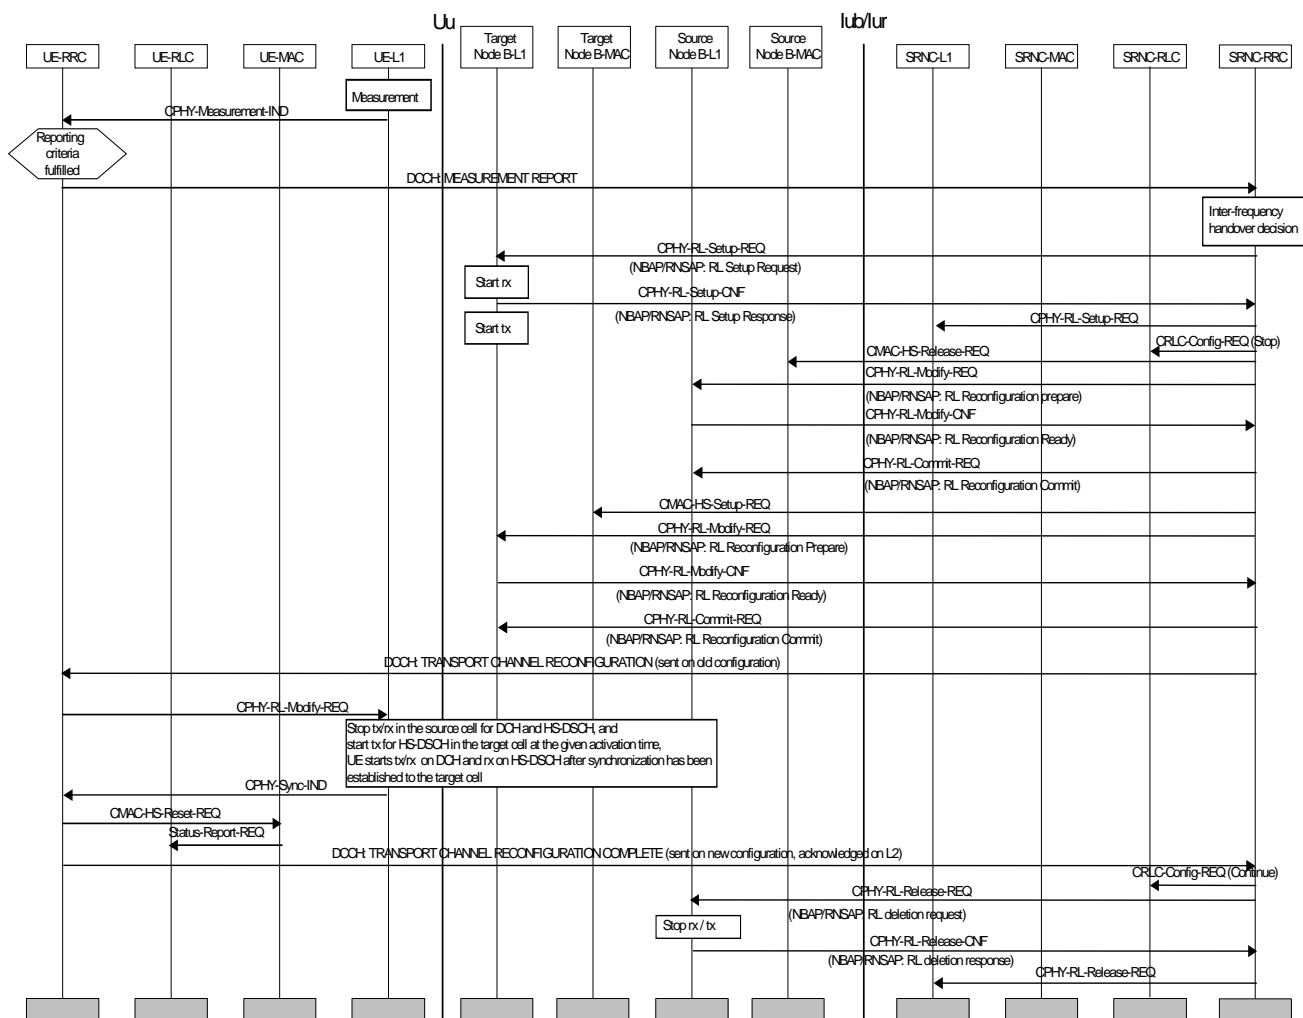 Uu
Iub/Iur
UE-RRC
UE-RLC
UE-MAC
UE-L1
Target
Node B-L1
Target
Node B-MAC
Source
Node B-L1
Source
Node B-MAC
SRNC-L1
SRNC-MAC
SRNC-RLC
SRNC-RRC
Measurement
CPHY-Measurement-IND
Reporting
criteria
fulfilled
DCCH: MEASUREMENT REPORT
Inter-frequency
handover decision
CPHY-RL-Setup-REQ
(NBAP/RNSAP: RL Setup Request)
Start rx
CPHY-RL-Setup-CNF
(NBAP/RNSAP: RL Setup Response)
Start tx
CPHY-RL-Setup-REQ
CRLC-Config-REQ (Stop)
CMAC-HS-Release-REQ
CPHY-RL-Modify-REQ
(NBAP/RNSAP: RL Reconfiguration prepare)
CPHY-RL-Modify-CNF
(NBAP/RNSAP: RL Reconfiguration Ready)
CPHY-RL-Commit-REQ
(NBAP/RNSAP: RL Reconfiguration Commit)
CMAC-HS-Setup-REQ
CPHY-RL-Modify-REQ
(NBAP/RNSAP: RL Reconfiguration Prepare)
CPHY-RL-Modify-CNF
(NBAP/RNSAP: RL Reconfiguration Ready)
CPHY-RL-Commit-REQ
(NBAP/RNSAP: RL Reconfiguration Commit)
DCCH: TRANSPORT CHANNEL RECONFIGURATION (sent on old configuration)
CPHY-RL-Modify-REQ
Stop tx/rx in the source cell for DCH and HS-DSCH, and
start tx for HS-DSCH in the target cell at the given activation time,
UE starts tx/rx on DCH and rx on HS-DSCH after synchronization has been
established to the target cell
CPHY-Sync-IND
CMAC-HS-Reset-REQ
Status-Report-REQ
DCCH: TRANSPORT CHANNEL RECONFIGURATION COMPLETE (sent on new configuration, acknowledged on L2)
CRLC-Config-REQ (Continue)
CPHY-RL-Release-REQ
(NBAP/RNSAP: RL deletion request)
Stop rx / tx
CPHY-RL-Release-CNF
(NBAP/RNSAP: RL deletion response)
CPHY-RL-Release-REQ